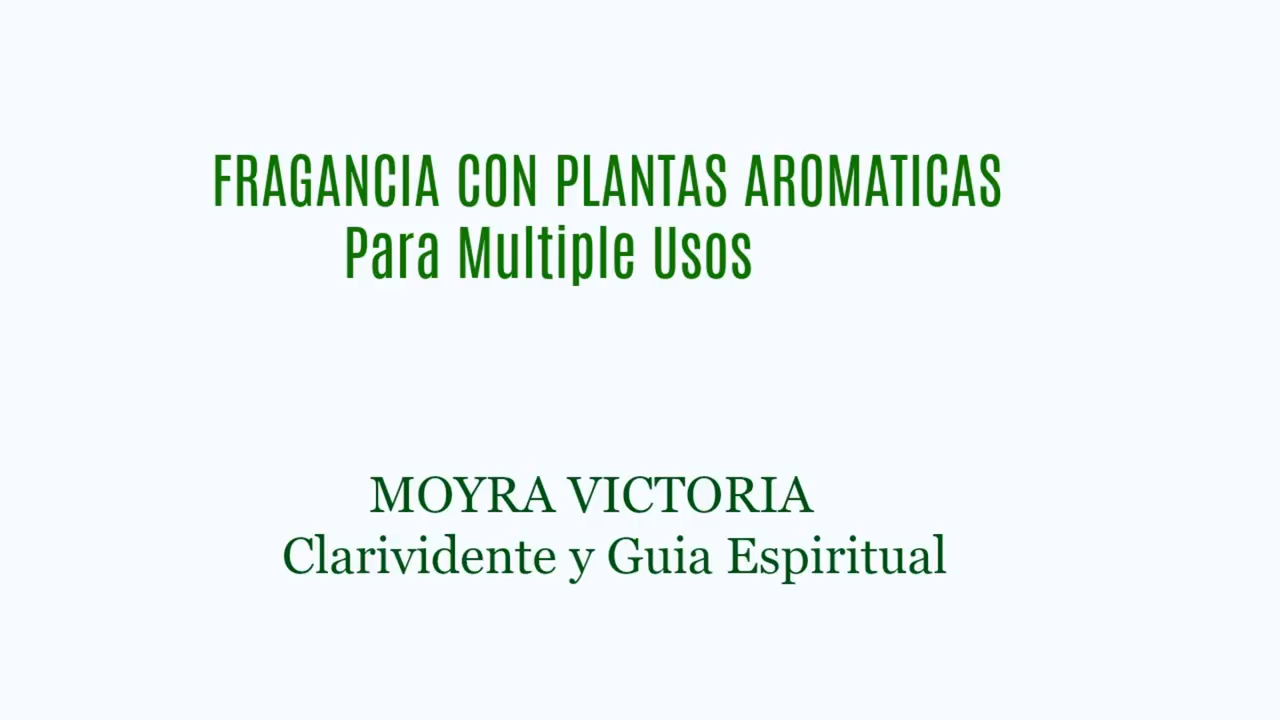 FRAGANCIA CON PLANTAS AROMATICAS
Para Multiple Usos
MOYRA VICTORIA
Clarividente y Guia Espiritual